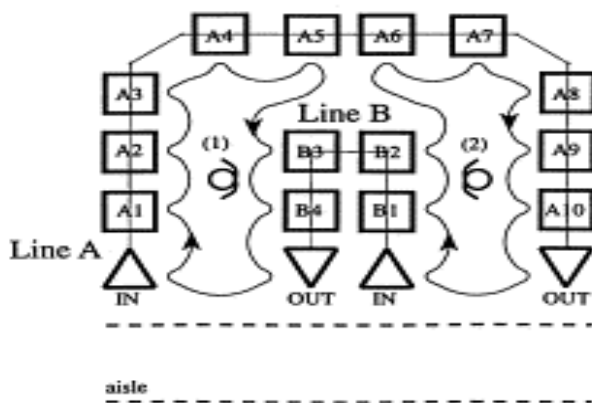 A4 A5 A6 A7
A3 A8
Line B
A2 (1) B3 B2 (2) A9
A1 B4 B1 A10
Line A
IN OUT IN OUT
aisle